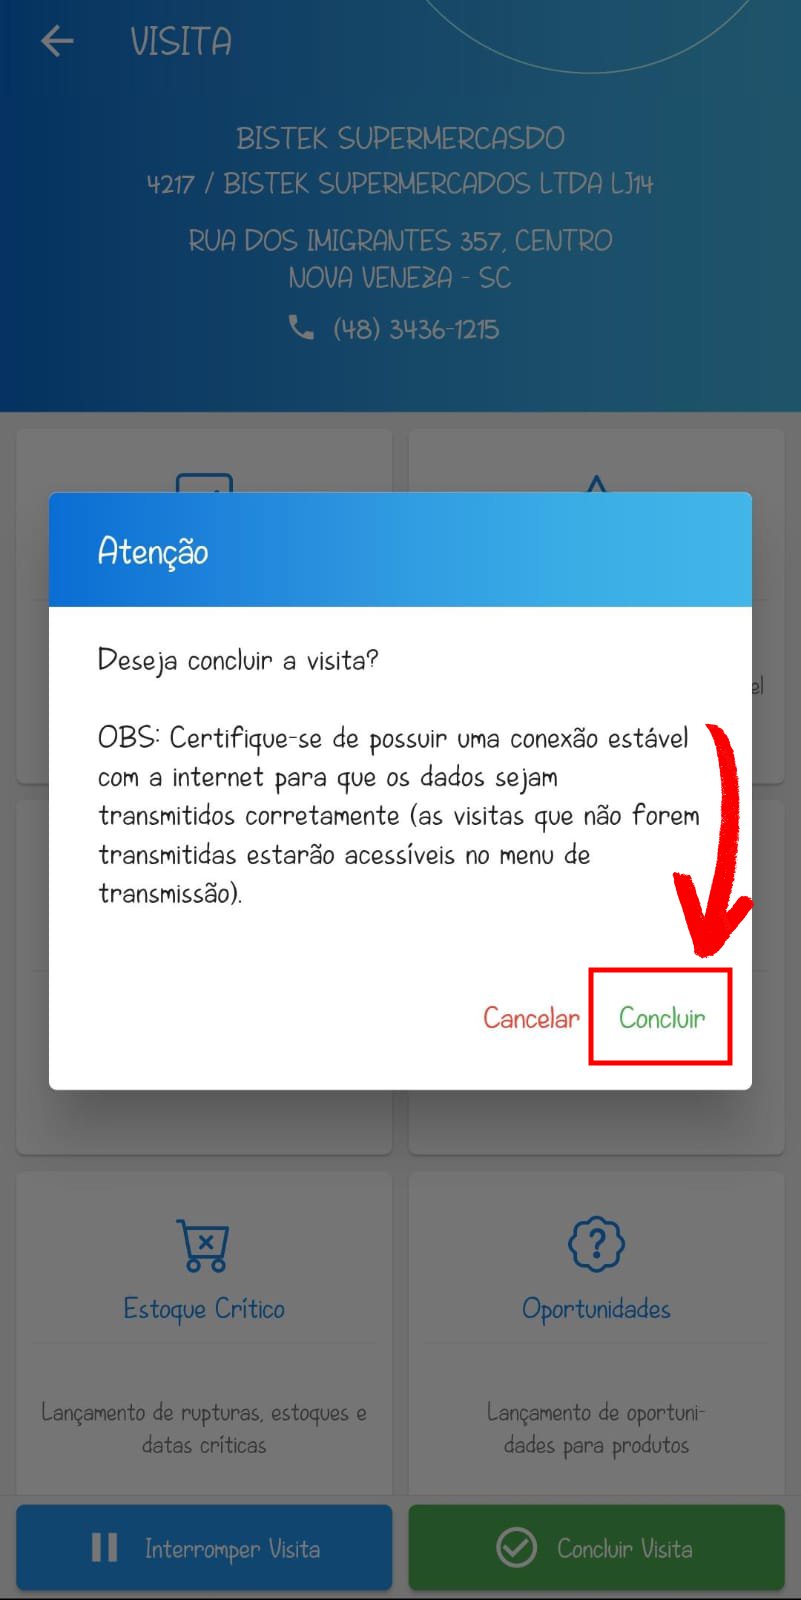 VISITA
BISTEK SUPERMERCASDO
4217 / BISTEK SUPERMERCADOS LTDA LJ14
RUA DOS IMIGRANTES 357, CENTRO
NOVA VENEZA - SC
(48) 3436-1215
Atenção
Deseja concluir a visita?
OBS: Certifique-se de possuir uma conexão estável
com a internet para que os dados sejam
transmitidos corretamente (as visitas que não forem
transmitidas estarão acessíveis no menu de
transmissão).
Cancelar Concluir
Estoque Crítico
Lançamento de rupturas, estoques e
datas críticas
Oportunidades
Lançamento de oportuni-
dades para produtos
Interromper Visita
Concluir Visita